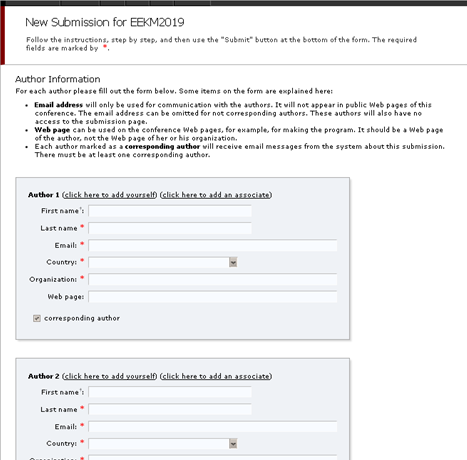 New Submission for EEKM2019
Follow the instructions, step by step, and then use the "Submit" button at the bottom of the form. The required
fields are marked by *.
Author Information
For each author please fill out the form below. Some items on the form are explained here:
• Email address will only be used for communication with the authors. It will not appear in public Web pages of this
conference. The email address can be omitted for not corresponding authors. These authors will also have no
access to the submission page.
• Web page can be used on the conference Web pages, for example, for making the program. It should be a Web page
of the author, not the Web page of her or his organization.
• Each author marked as a corresponding author will receive email messages from the system about this submission.
There must be at least one corresponding author.
Author 1 (click here to add yourself) (click here to add an associate)
First name†:
Last name *
Email: *
Country: *
Organization: *
Web page:
corresponding author
Author 2 (click here to add yourself) (click here to add an associate)
First name†:
Last name *
Email: *
Country: *